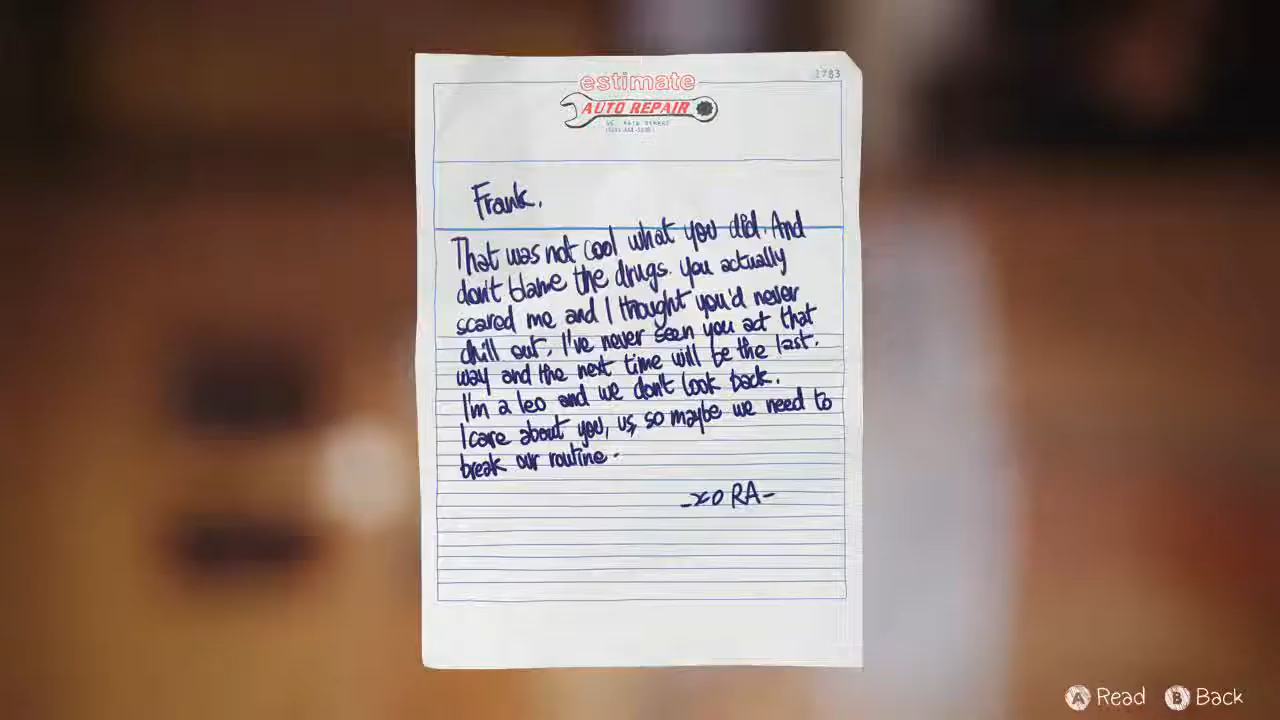 1783
estimate
AUTO REPAIR
Frank,
That was not cool what you did. And
don't blame the drugs. You actually
scared me and I thought you'd never
chill out. I've never seen you act that
way and the next time will be the last.
I'm a leo and we don't look back.
I care about you, us, so maybe we need to
break our routine.
-xo RA-
A Read B Back